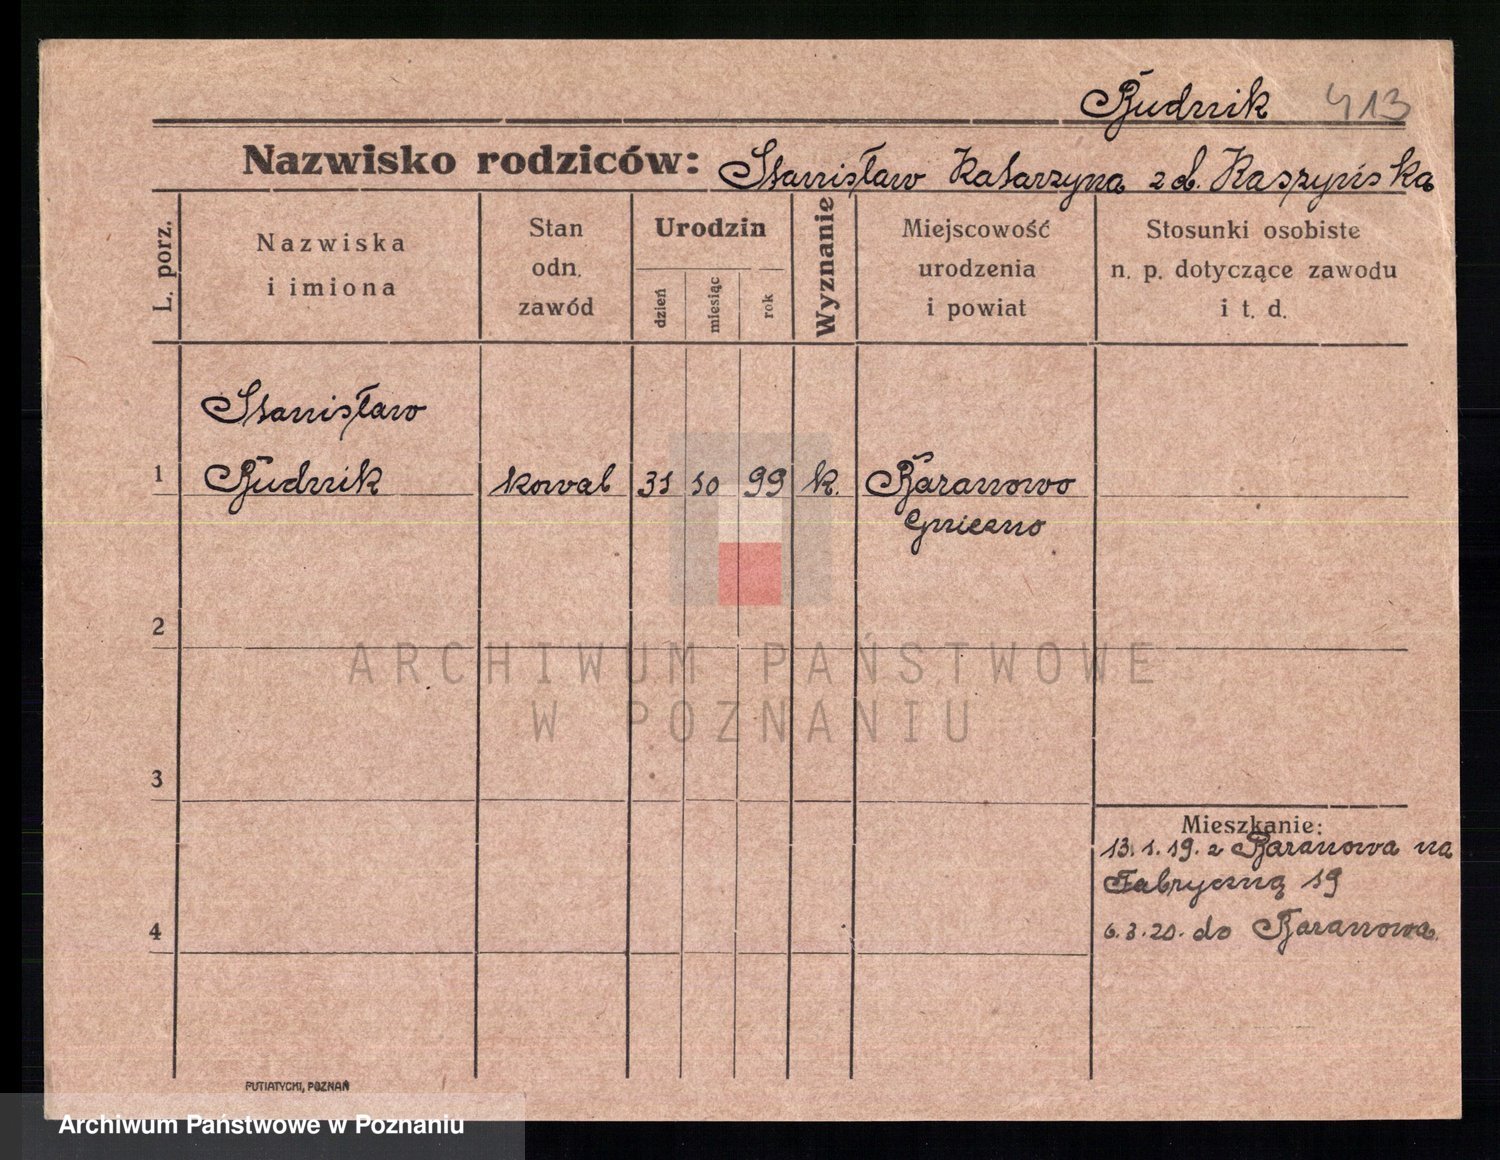 Budnik 413
Nazwisko rodziców: Stanisław Katarzyna z d. Kaszyńska
L. porz.
Nazwiska
i imiona
Stan
odn.
zawód
Urodzin
dzień
miesiąc
rok
Wyznanie
Miejscowość
urodzenia
i powiat
Stosunki osobiste
n. p. dotyczące zawodu
i t. d.
Stanisław
1 Budnik kowal 31 10 99 k. Baranowo
Gniezno
2
ARCHIWUM PAŃSTWOWE
W POZNANIU
3
Mieszkanie:
13. 1. 19. z Baranowa na
Fabryczną 19
4
6. 3. 20. do Baranowa.
PUTIATYCKI, POZNAŃ
Archiwum Państwowe w Poznaniu